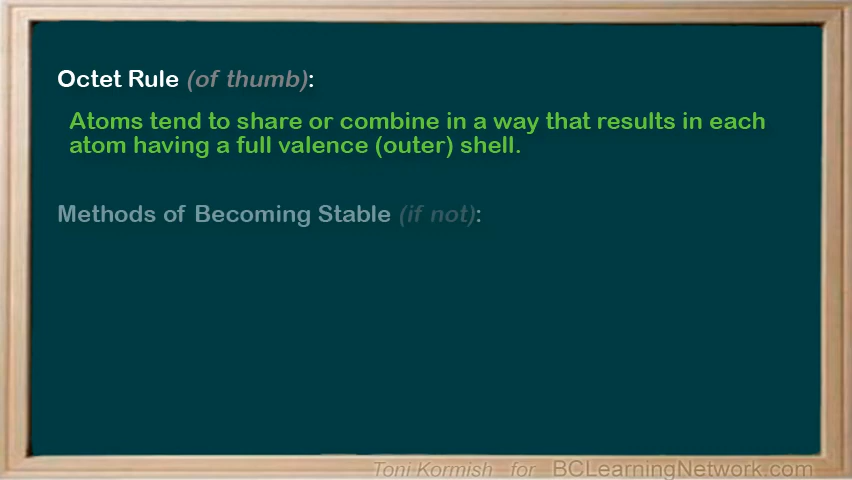 Octet Rule (of thumb):
Atoms tend to share or combine in a way that results in each
atom having a full valence (outer) shell.
Methods of Becoming Stable (if not):
Toni Kormish for BCLearningNetwork.com